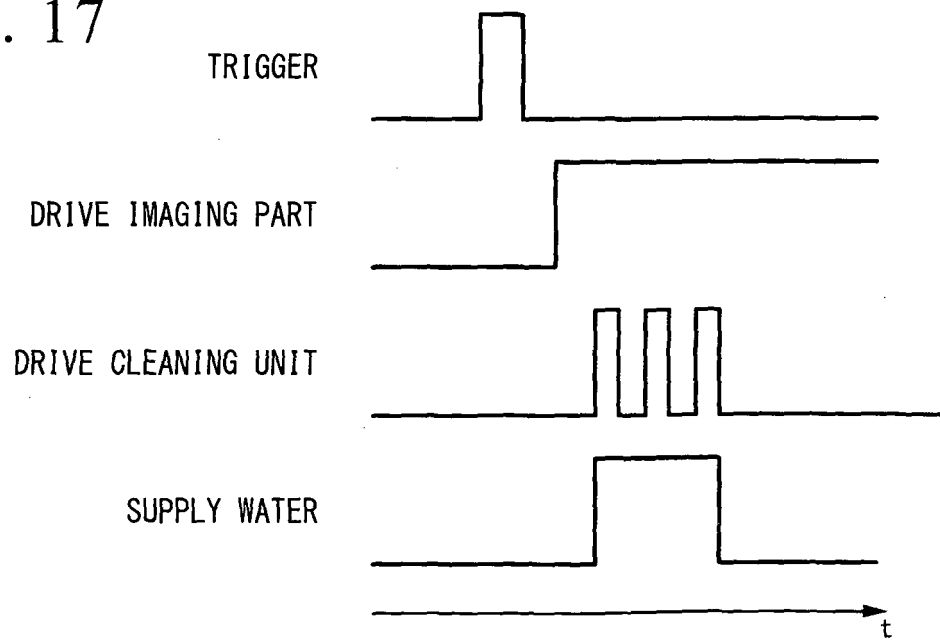 . 17
TRIGGER
DRIVE IMAGING PART
DRIVE CLEANING UNIT
SUPPLY WATER
t